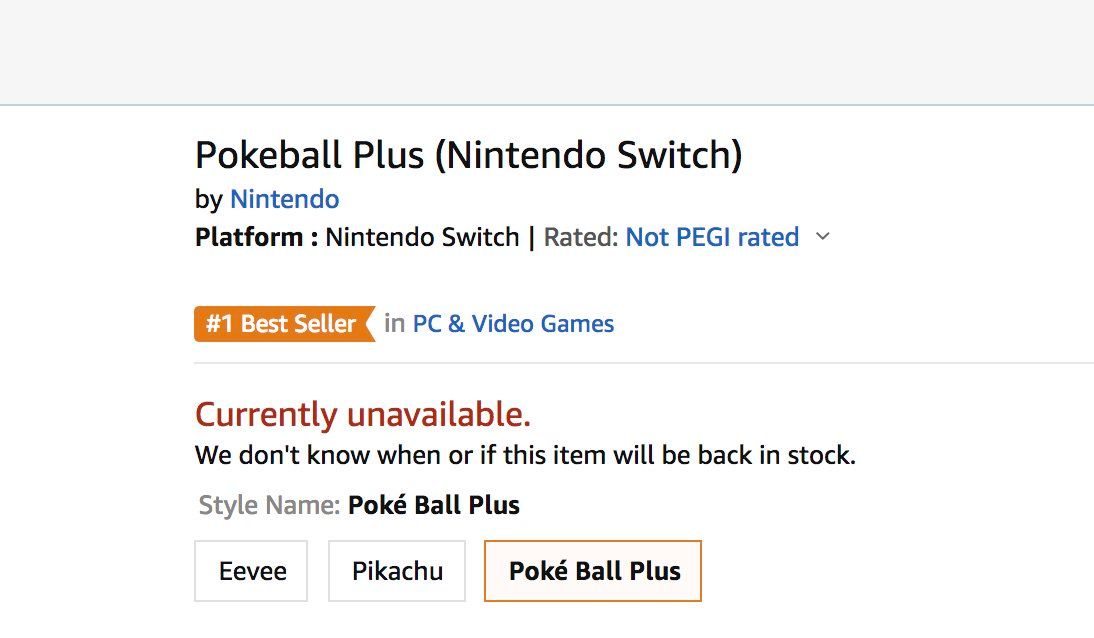 Pokeball Plus (Nintendo Switch)
by Nintendo
Platform : Nintendo Switch | Rated: Not PEGI rated
#1 Best Seller in PC & Video Games
Currently unavailable.
We don't know when or if this item will be back in stock.
Style Name: Poké Ball Plus
Eevee Pikachu Poké Ball Plus